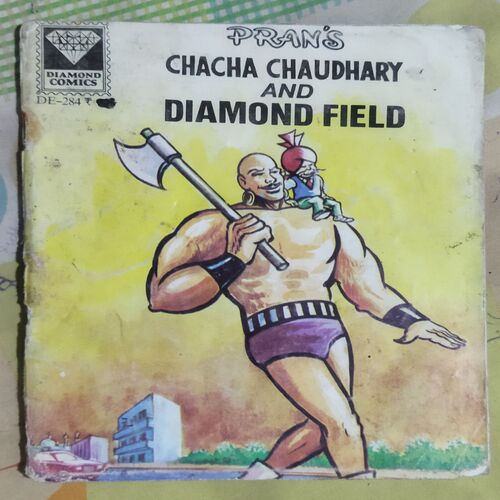 PRAN'S
DIAMOND
COMICS
CHACHA CHAUDHARY
AND
DE-284 ₹
DIAMOND FIELD